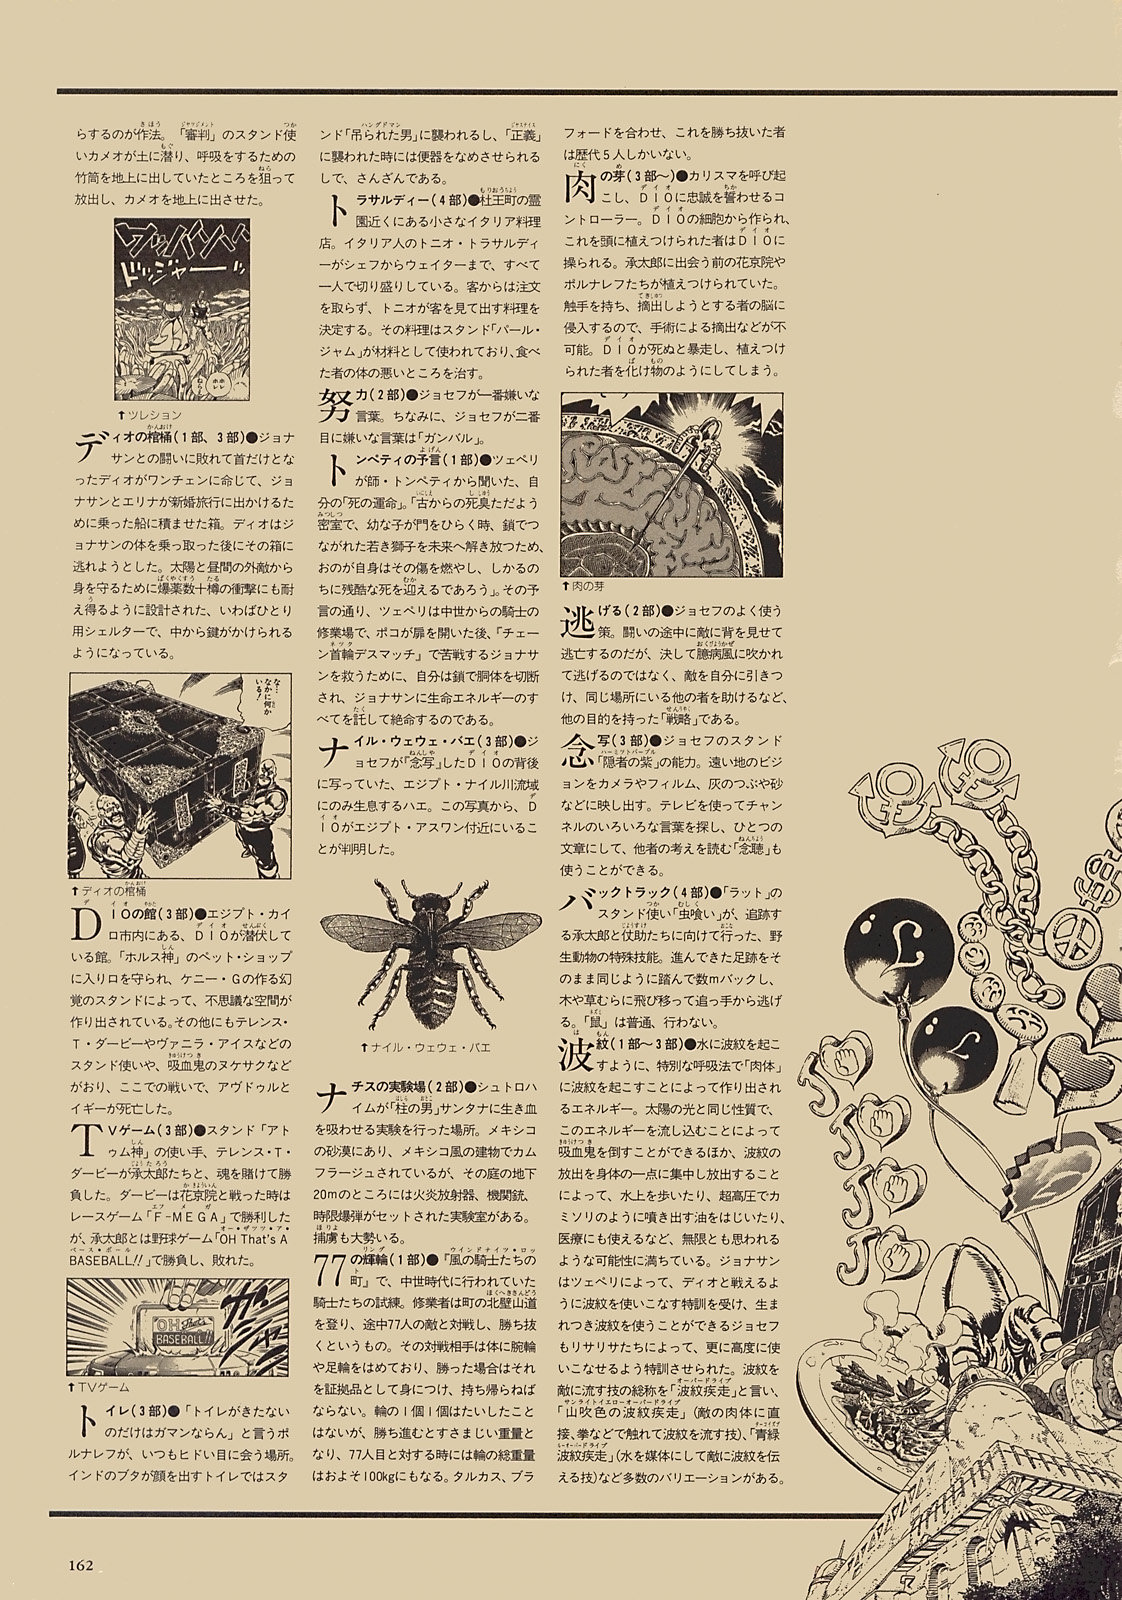 らするのが作法。「審判」のスタンド使
いカメオが土に潜り、呼吸をするための
竹筒を地上に出していたところを狙って
放出し、カメオを地上に出させた。
ワッバハハハ
ドッジャーーッ
↑ツレション
ディオの棺桶(1部、3部)●ジョナ
サンとの闘いに敗れて首だけとな
ったディオがワンチェンに命じて、ジョ
ナサンとエリナが新婚旅行に出かけるた
めに乗った船に積ませた箱。ディオはジ
ョナサンの体を乗っ取った後にその箱に
逃れようとした。太陽と昼間の外敵から
身を守るために爆薬数十樽の衝撃にも耐
え得るように設計された、いわばひとり
用シェルターで、中から鍵がかけられる
ようになっている。
な…
なかに何か
いる!
↑ディオの棺桶
DIOの館(3部)●エジプト・カイ
ロ市内にある、DIOが潜伏して
いる館。「ホルス神」のペット・ショップ
に入り口を守られ、ケニー・Gの作る幻
覚のスタンドによって、不思議な空間が
作り出されている。その他にもテレンス・
T・ダービーやヴァニラ・アイスなどの
スタンド使いや、吸血鬼のヌケサクなど
がおり、ここでの戦いで、アヴドゥルと
イギーが死亡した。
TVゲーム(3部)●スタンド「アト
ゥム神」の使い手、テレンス・T・
ダービーが承太郎たちと、魂を賭けて勝
負した。ダービーは花京院と戦った時は
レースゲーム「F-MEGA」で勝利した
が、承太郎とは野球ゲーム「OH That's A
BASEBALL!!」で勝負し、敗れた。
OH That's
BASEBALL!!
↑TVゲーム
トイレ(3部)●「トイレがきたない
のだけはガマンならん」と言うポ
ルナレフが、いつもヒドい目に会う場所。
インドのブタが顔を出すトイレではスタ
ンド「吊られた男」に襲われるし、「正義」
に襲われた時には便器をなめさせられる
しで、さんざんである。
トラサルディー(4部)●杜王町の霊
園近くにある小さなイタリア料理
店。イタリア人のトニオ・トラサルディ
ーがシェフからウェイターまで、すべて
一人で切り盛りしている。客からは注文
を取らず、トニオが客を見て出す料理を
決定する。その料理はスタンド「パール・
ジャム」が材料として使われており、食べ
た者の体の悪いところを治す。
努力(2部)●ジョセフが一番嫌いな
言葉。ちなみに、ジョセフが二番
目に嫌いな言葉は「ガンバル」。
トンペティの予言(1部)●ツェペリ
が師・トンペティから聞いた、自
分の「死の運命」。「古からの死臭ただよう
密室で、幼な子が門をひらく時、鎖でつ
ながれた若き獅子を未来へ解き放つため、
おのが自身はその傷を燃やし、しかるの
ちに残酷な死を迎えるであろう」。その予
言の通り、ツェペリは中世からの騎士の
修業場で、ポコが扉を開いた後、「チェー
ン首輪デスマッチ」で苦戦するジョナサ
ンを救うために、自分は鎖で胴体を切断
され、ジョナサンに生命エネルギーのす
べてを託して絶命するのである。
ナイル・ウェウェ・バエ(3部)●ジ
ョセフが「念写」したDIOの背後
に写っていた、エジプト・ナイル川流域
にのみ生息するハエ。この写真から、D
IOがエジプト・アスワン付近にいるこ
とが判明した。
↑ナイル・ウェウェ・バエ
ナチスの実験場(2部)●シュトロハ
イムが「柱の男」サンタナに生き血
を吸わせる実験を行った場所。メキシコ
の砂漠にあり、メキシコ風の建物でカム
フラージュされているが、その庭の地下
20mのところには火炎放射器、機関銃、
時限爆弾がセットされた実験室がある。
捕虜も大勢いる。
77の輝輪(1部)●『風の騎士たちの
町』で、中世時代に行われていた
騎士たちの試練。修業者は町の北壁山道
を登り、途中77人の敵と対戦し、勝ち抜
くというもの。その対戦相手は体に腕輪
や足輪をはめており、勝った場合はそれ
を証拠品として身につけ、持ち帰らねば
ならない。輪の1個1個はたいしたこと
はないが、勝ち進むとすさまじい重量と
なり、77人目と対する時には輪の総重量
はおよそ100kgにもなる。タルカス、ブラ
フォードを合わせ、これを勝ち抜いた者
は歴代5人しかいない。
肉の芽(3部〜)●カリスマを呼び起
こし、DIOに忠誠を誓わせるコ
ントローラー。DIOの細胞から作られ、
これを頭に植えつけられた者はDIOに
操られる。承太郎に出会う前の花京院や
ポルナレフたちが植えつけられていた。
触手を持ち、摘出しようとする者の脳に
侵入するので、手術による摘出などが不
可能。DIOが死ぬと暴走し、植えつけ
られた者を化け物のようにしてしまう。
↑肉の芽
逃げる(2部)●ジョセフのよく使う
策。闘いの途中に敵に背を見せて
逃亡するのだが、決して臆病風に吹かれ
て逃げるのではなく、敵を自分に引きつ
け、同じ場所にいる他の者を助けるなど、
他の目的を持った「戦略」である。
念写(3部)●ジョセフのスタンド
「隠者の紫」の能力。遠い地のビジ
ョンをカメラやフィルム、灰のつぶや砂
などに映し出す。テレビを使ってチャン
ネルのいろいろな言葉を探し、ひとつの
文章にして、他者の考えを読む「念聴」も
使うことができる。
バックトラック(4部)●「ラット」の
スタンド使い「虫喰い」が、追跡す
る承太郎と仗助たちに向けて行った、野
生動物の特殊技能。進んできた足跡をそ
のまま同じように踏んで数mバックし、
木や草むらに飛び移って追っ手から逃げ
る。「鼠」は普通、行わない。
波紋(1部〜3部)●水に波紋を起こ
すように、特別な呼吸法で「肉体」
に波紋を起こすことによって作り出され
るエネルギー。太陽の光と同じ性質で、
このエネルギーを流し込むことによって
吸血鬼を倒すことができるほか、波紋の
放出を身体の一点に集中し放出すること
によって、水上を歩いたり、超高圧でカ
ミソリのように噴き出す油をはじいたり、
医療にも使えるなど、無限とも思われる
ような可能性に満ちている。ジョナサン
はツェペリによって、ディオと戦えるよ
うに波紋を使いこなす特訓を受け、生ま
れつき波紋を使うことができるジョセフ
もリサリサたちによって、更に高度に使
いこなせるよう特訓させられた。波紋を
敵に流す技の総称を「波紋疾走」と言い、
「山吹色の波紋疾走」(敵の肉体に直
接、拳などで触れて波紋を流す技)、「青緑
波紋疾走」(水を媒体にして敵に波紋を伝
える技)など多数のバリエーションがある。
162